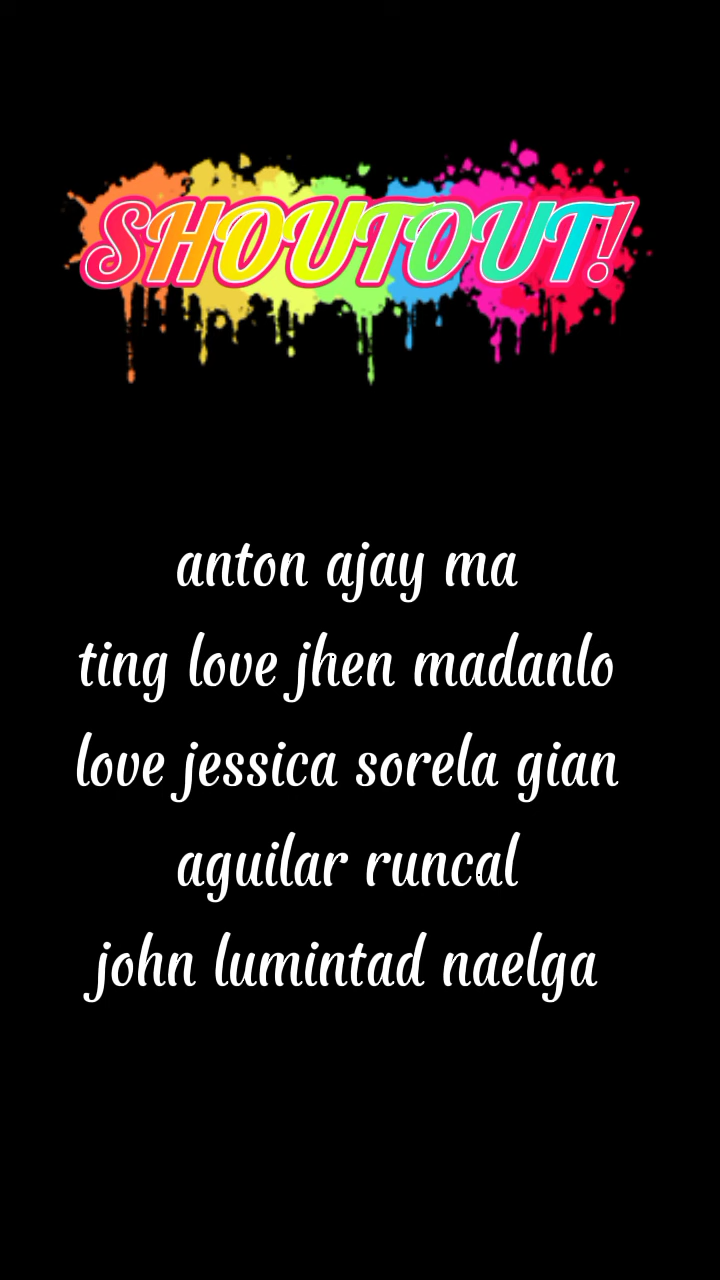 SHOUTOUT!
anton ajay ma
ting love jhen madanlo
love jessica sorela gian
aguilar runcal
john lumintad naelga